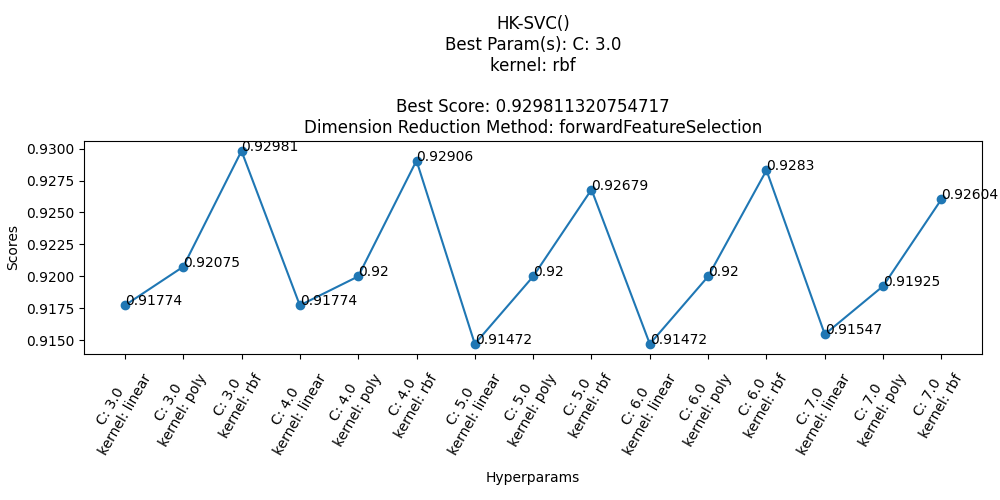 HK-SVC()
Best Param(s): C: 3.0
kernel: rbf
Best Score: 0.929811320754717
Dimension Reduction Method: forwardFeatureSelection
Scores
0.9300
0.9275
0.9250
0.9225
0.9200
0.9175
0.9150
0.91774
0.92075
0.92981
0.91774
0.92
0.92906
0.91472
0.92
0.92679
0.91472
0.92
0.9283
0.91547
0.91925
0.92604
C: 3.0
kernel: linear
C: 3.0
kernel: poly
C: 3.0
kernel: rbf
C: 4.0
kernel: linear
C: 4.0
kernel: poly
C: 4.0
kernel: rbf
C: 5.0
kernel: linear
C: 5.0
kernel: poly
C: 5.0
kernel: rbf
C: 6.0
kernel: linear
C: 6.0
kernel: poly
C: 6.0
kernel: rbf
C: 7.0
kernel: linear
C: 7.0
kernel: poly
C: 7.0
kernel: rbf
Hyperparams